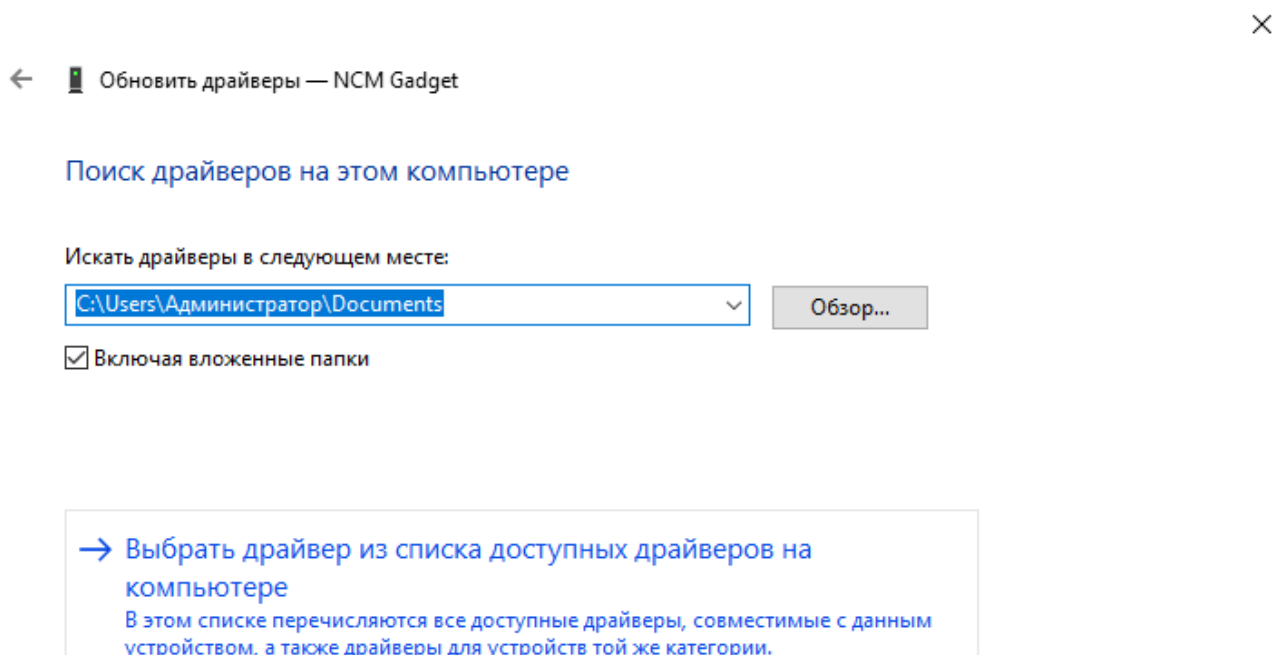 Обновить драйверы — NCM Gadget
Поиск драйверов на этом компьютере
Искать драйверы в следующем месте:
C:\Users\Администратор\Documents
Обзор...
Включая вложенные папки
Выбрать драйвер из списка доступных драйверов на
компьютере
В этом списке перечисляются все доступные драйверы, совместимые с данным
устройством, а также драйверы для устройств той же категории.